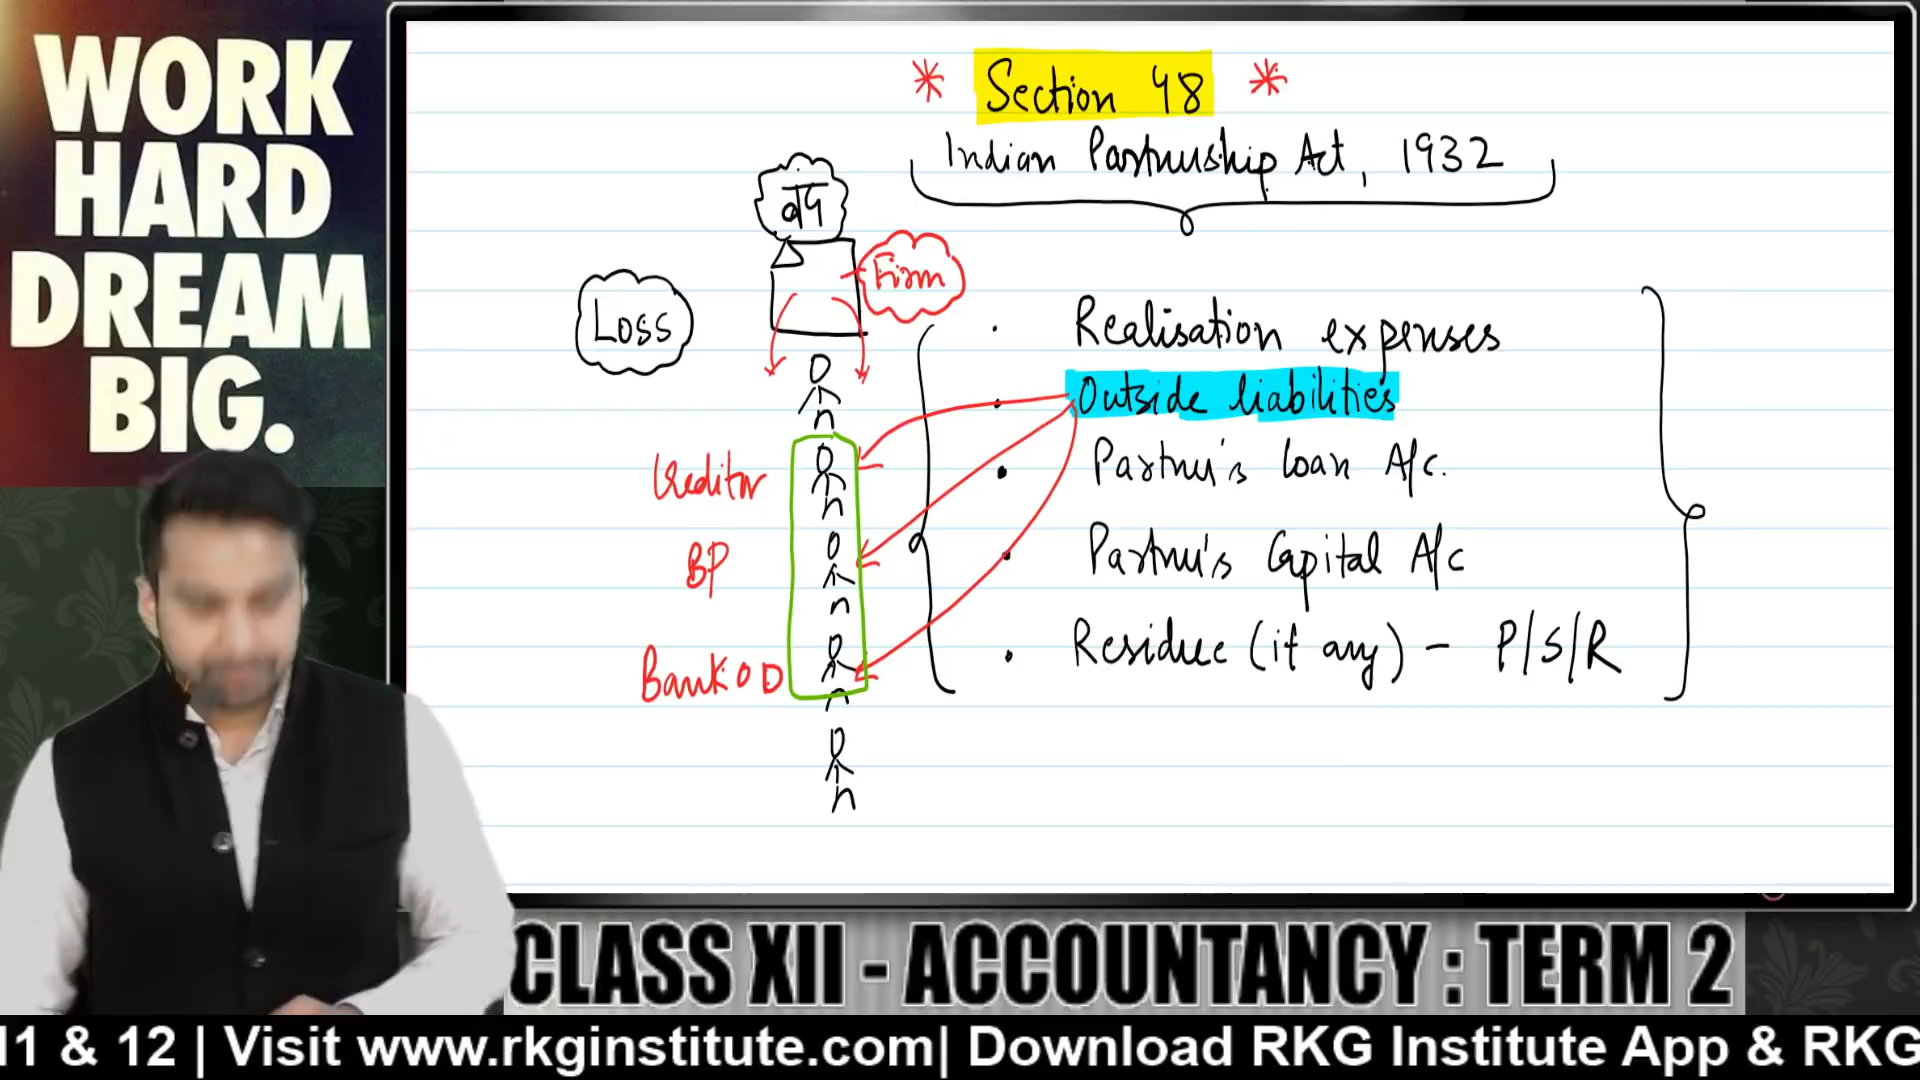 WORK
HARD
DREAM
BIG.
* Section 48 *
Indian Partnership Act, 1932
Firm
Loss
• Realisation expenses
• Outside liabilities
• Partner's loan A/c.
• Partner's Capital A/c
• Residue (if any) - P/S/R
Creditor
BP
Bank OD
CLASS XII - ACCOUNTANCY : TERM 2
11 & 12 | Visit www.rkginstitute.com| Download RKG Institute App & RKG